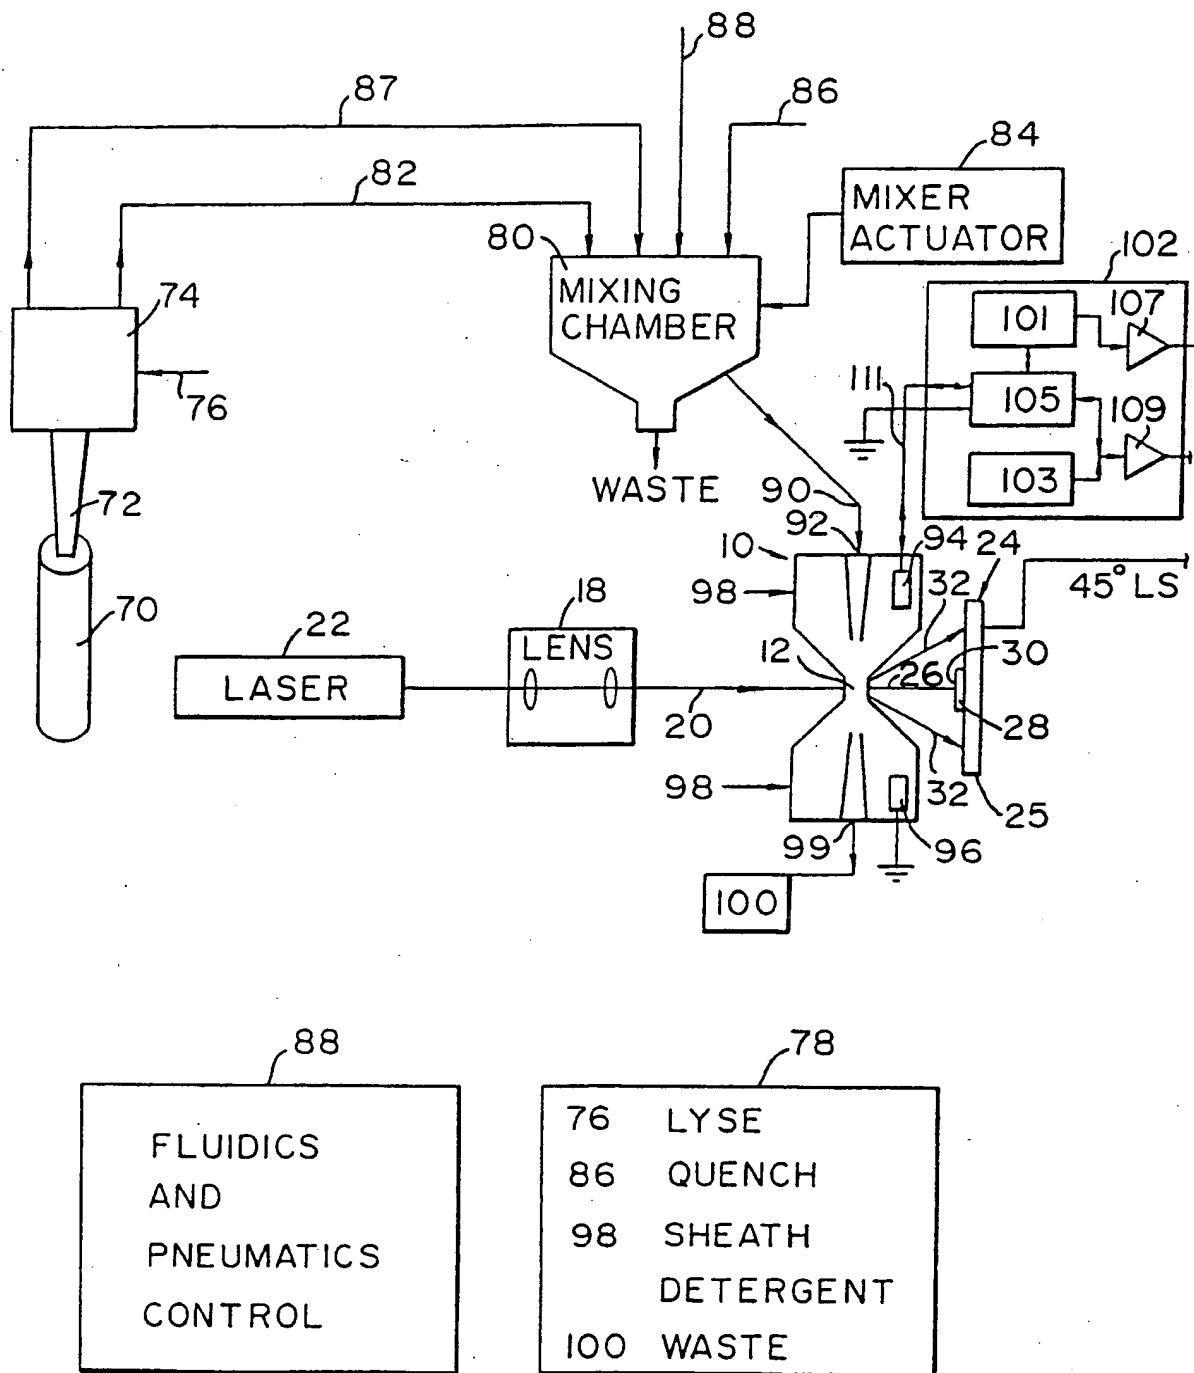 88
87
86
84
82
MIXER
ACTUATOR
80
102
MIXING
CHAMBER
74
101
107
76
111
105
109
103
WASTE
72
90
92
10
94
24
98
32
45° LS
70
18
22
LENS
12
30
LASER
26
20
28
98
32
25
99
96
100
88
FLUIDICS
AND
PNEUMATICS
CONTROL
78
76 LYSE
86 QUENCH
98 SHEATH
DETERGENT
100 WASTE